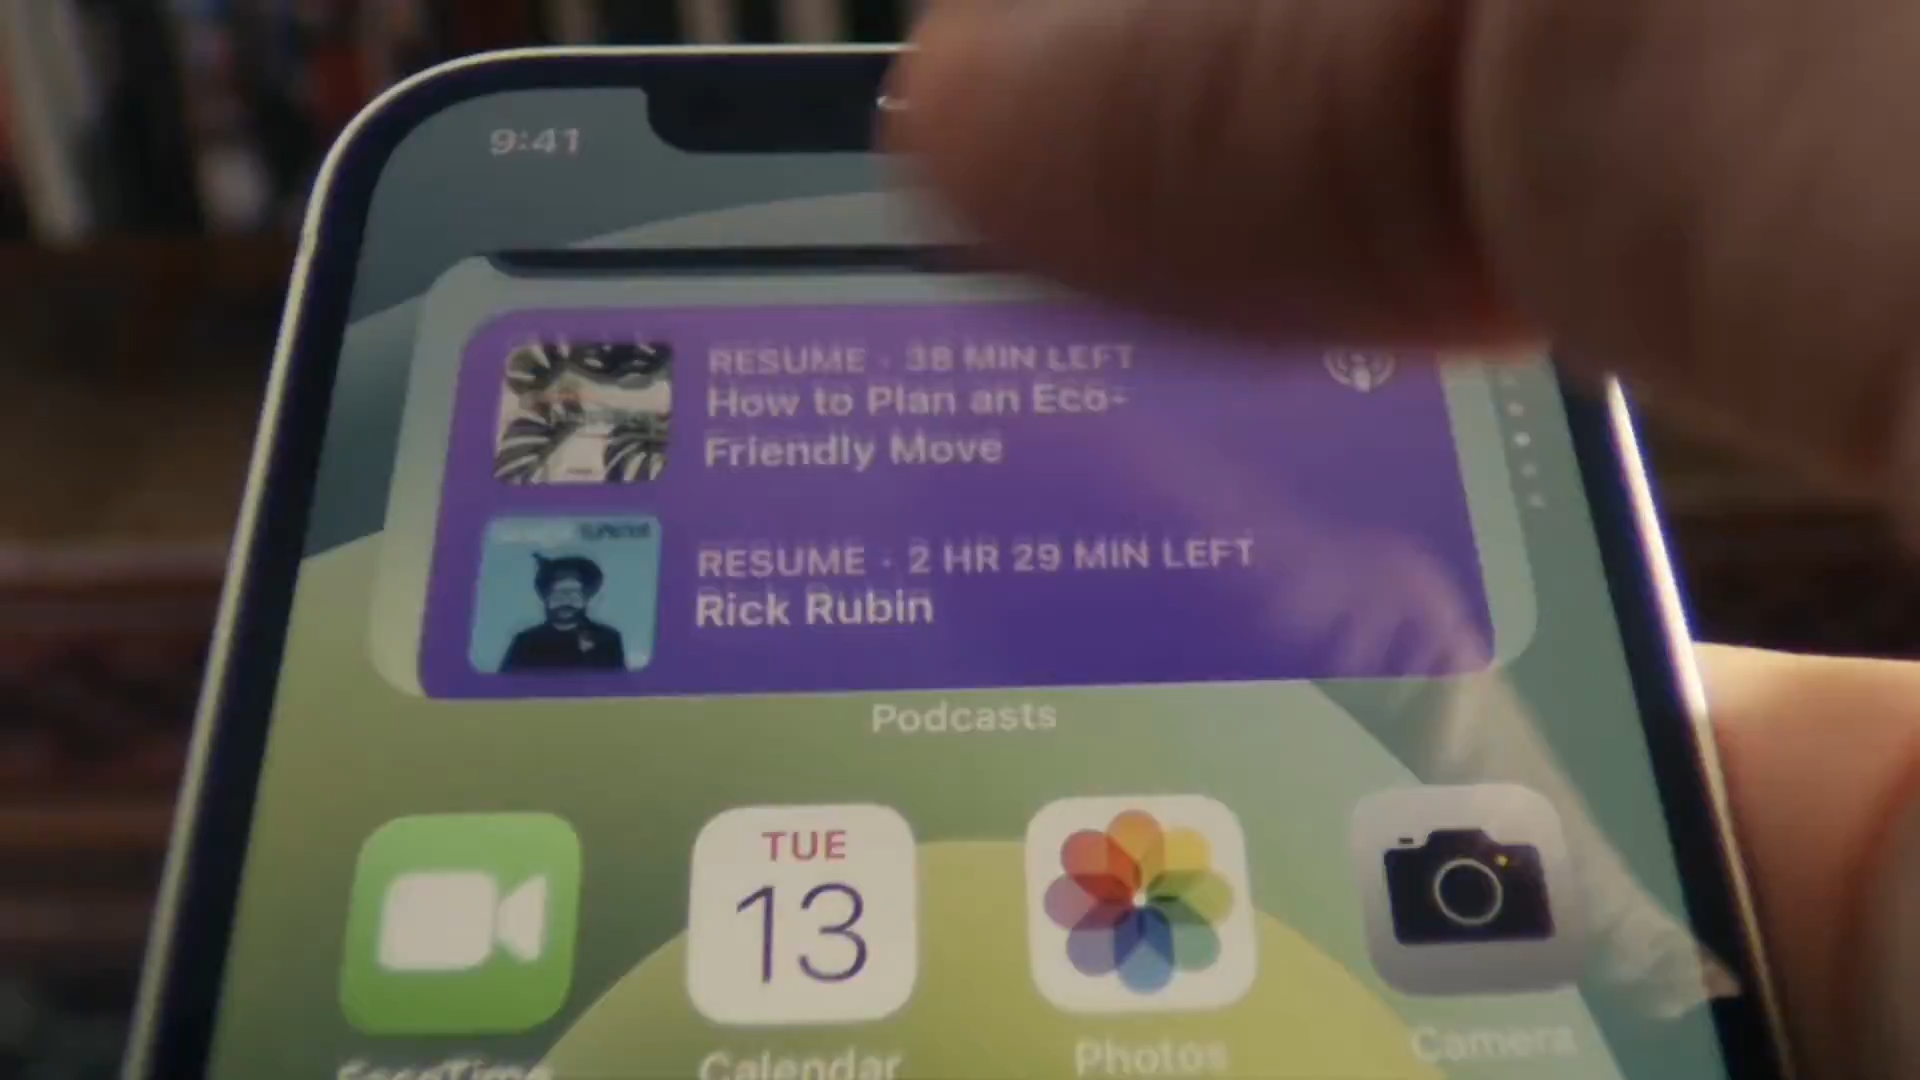 9:41
RESUME · 38 MIN LEFT
How to Plan an Eco-
Friendly Move
RESUME · 2 HR 29 MIN LEFT
Rick Rubin
Podcasts
TUE
13
FaceTime
Calendar
Photos
Camera